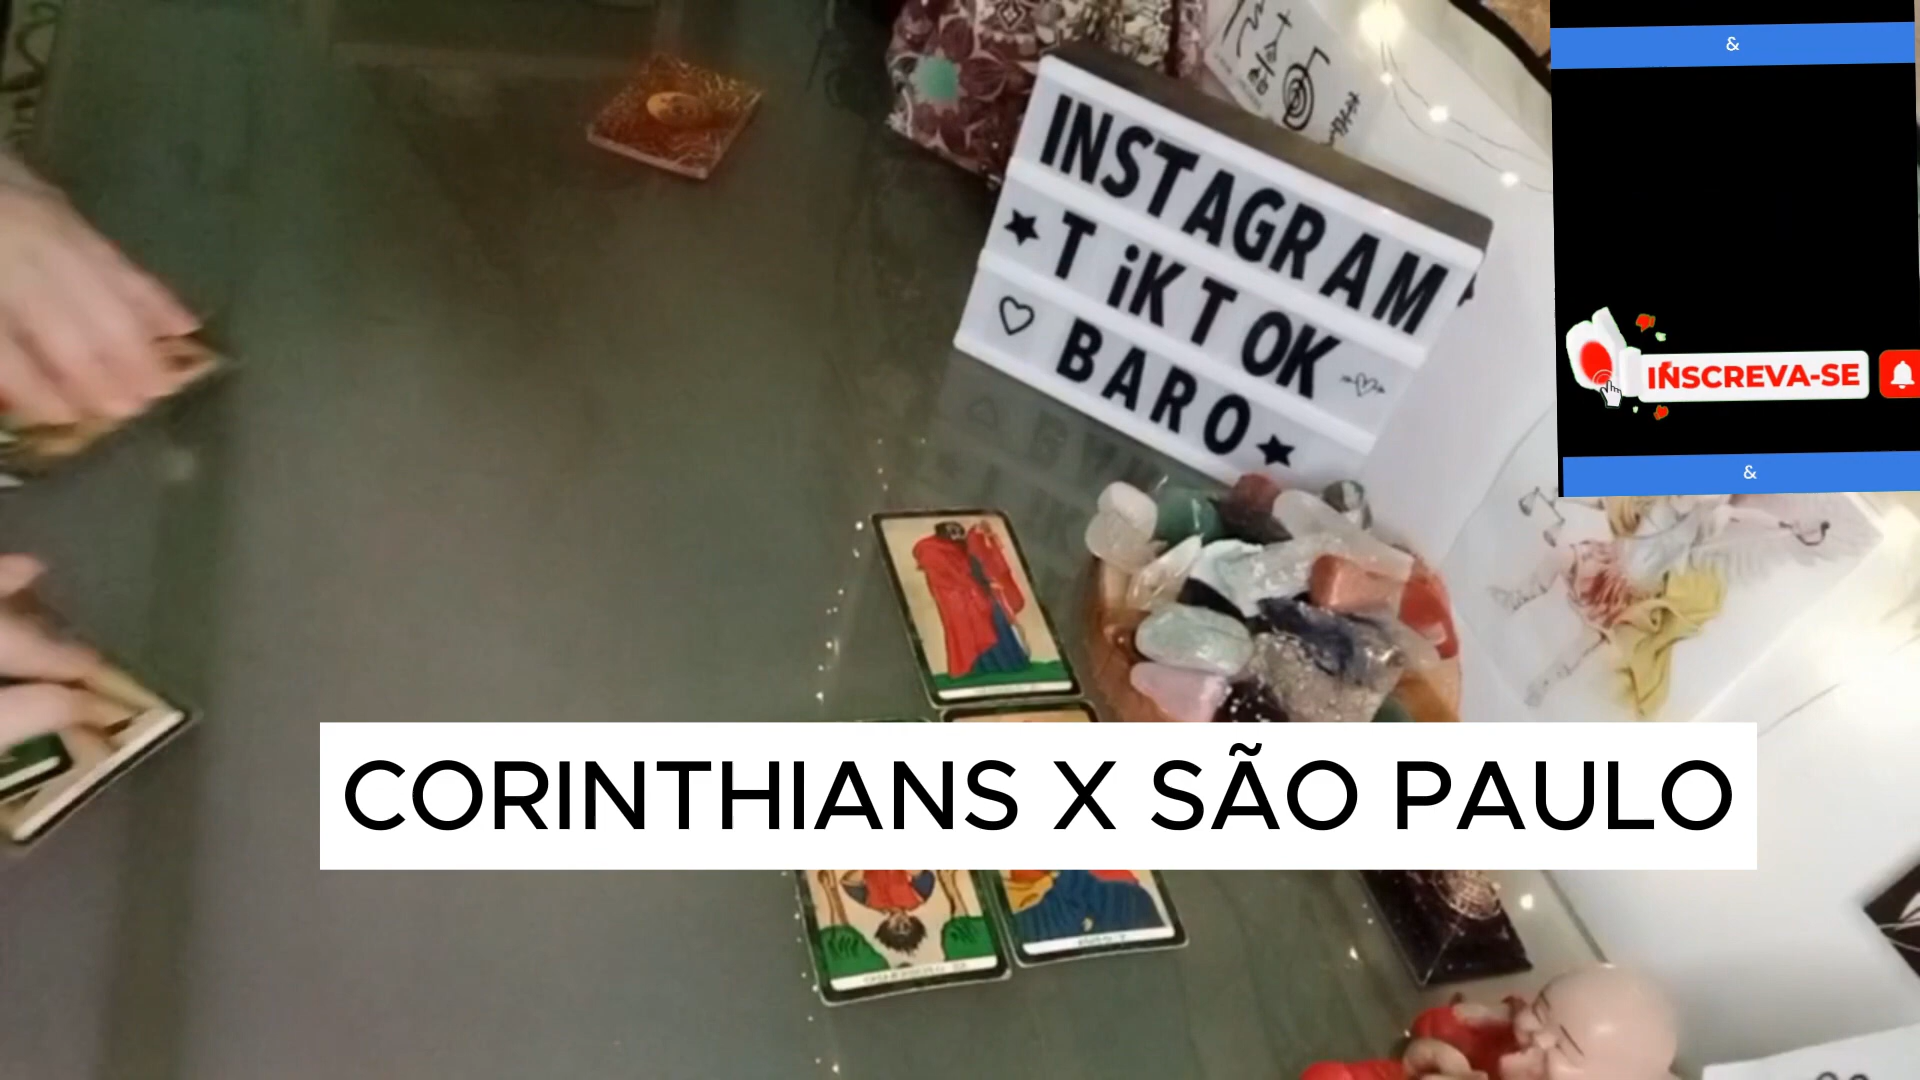 &
INSTAGRAM
TiKTOK
BARO
INSCREVA-SE
&
CORINTHIANS X SÃO PAULO